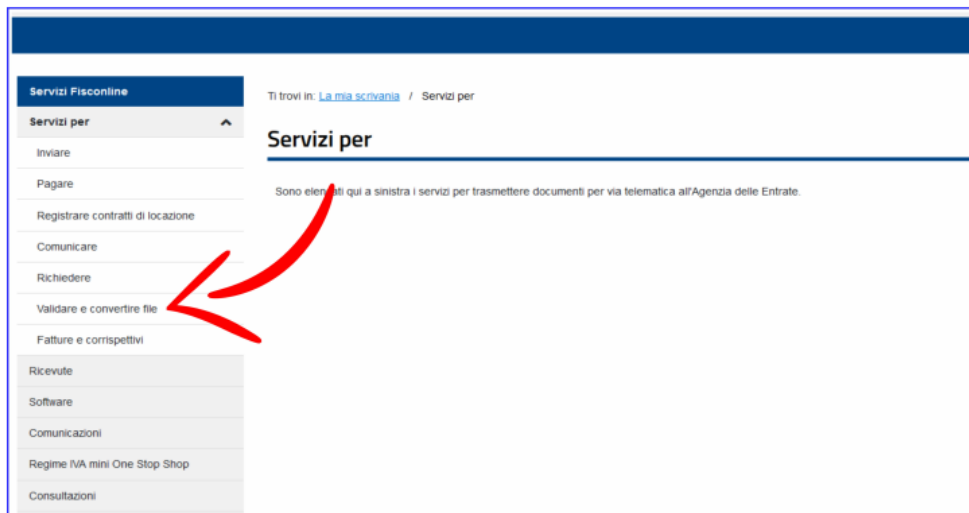 Servizi Fisconline
Servizi per
Inviare
Pagare
Registrare contratti di locazione
Comunicare
Richiedere
Validare e convertire file
Fatture e corrispettivi
Ricevute
Software
Comunicazioni
Regime IVA mini One Stop Shop
Consultazioni
Ti trovi in: La mia scrivania / Servizi per
Servizi per
Sono elencati qui a sinistra i servizi per trasmettere documenti per via telematica all'Agenzia delle Entrate.